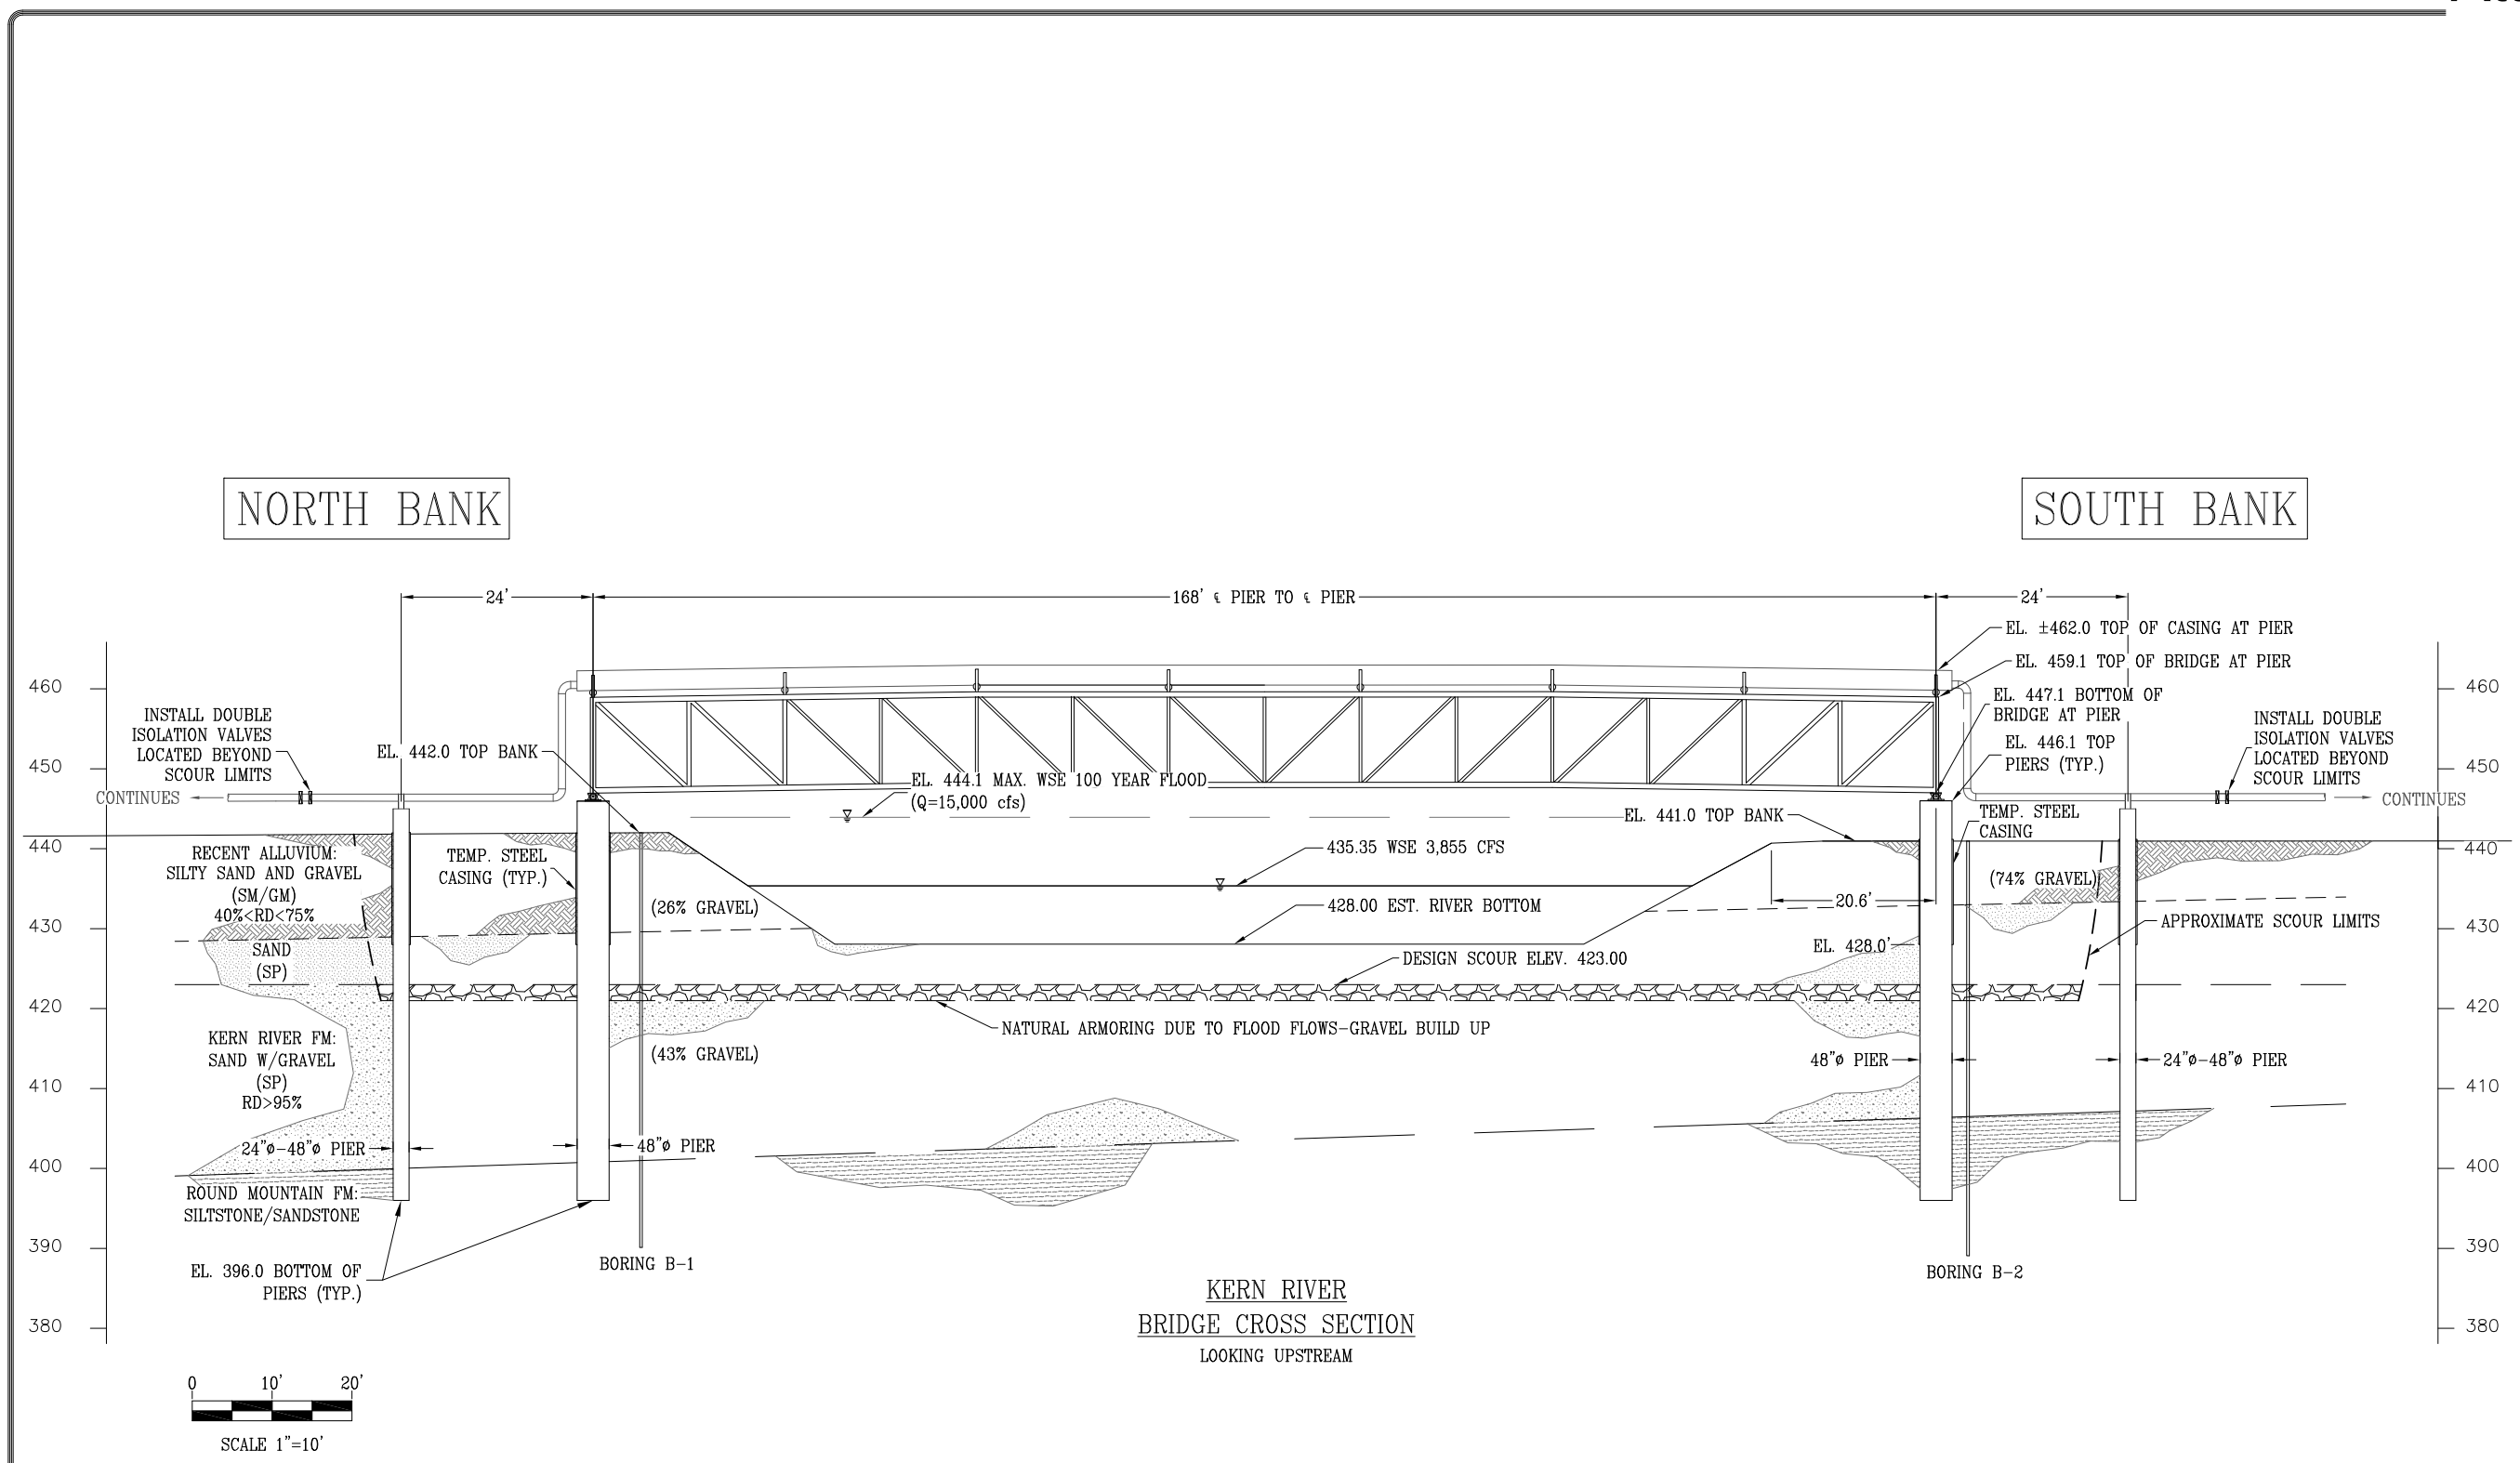 NORTH BANK
SOUTH BANK
24'
168' ℄ PIER TO ℄ PIER
24'
EL. ±462.0 TOP OF CASING AT PIER
EL. 459.1 TOP OF BRIDGE AT PIER
EL. 447.1 BOTTOM OF
BRIDGE AT PIER
EL. 446.1 TOP
PIERS (TYP.)
INSTALL DOUBLE
ISOLATION VALVES
LOCATED BEYOND
SCOUR LIMITS
INSTALL DOUBLE
ISOLATION VALVES
LOCATED BEYOND
SCOUR LIMITS
CONTINUES
CONTINUES
EL. 442.0 TOP BANK
EL. 444.1 MAX. WSE 100 YEAR FLOOD
(Q=15,000 cfs)
EL. 441.0 TOP BANK
TEMP. STEEL
CASING
RECENT ALLUVIUM:
SILTY SAND AND GRAVEL
(SM/GM)
40%<RD<75%
TEMP. STEEL
CASING (TYP.)
435.35 WSE 3,855 CFS
(26% GRAVEL)
428.00 EST. RIVER BOTTOM
(74% GRAVEL)
20.6'
APPROXIMATE SCOUR LIMITS
SAND
(SP)
EL. 428.0'
DESIGN SCOUR ELEV. 423.00
NATURAL ARMORING DUE TO FLOOD FLOWS-GRAVEL BUILD UP
KERN RIVER FM:
SAND W/GRAVEL
(SP)
RD>95%
(43% GRAVEL)
48"ø PIER
24"ø-48"ø PIER
24"ø-48"ø PIER
48"ø PIER
ROUND MOUNTAIN FM:
SILTSTONE/SANDSTONE
EL. 396.0 BOTTOM OF
PIERS (TYP.)
BORING B-1
BORING B-2
460
450
440
430
420
410
400
390
380
460
450
440
430
420
410
400
390
380
KERN RIVER
BRIDGE CROSS SECTION
LOOKING UPSTREAM
0 10' 20'
SCALE 1"=10'